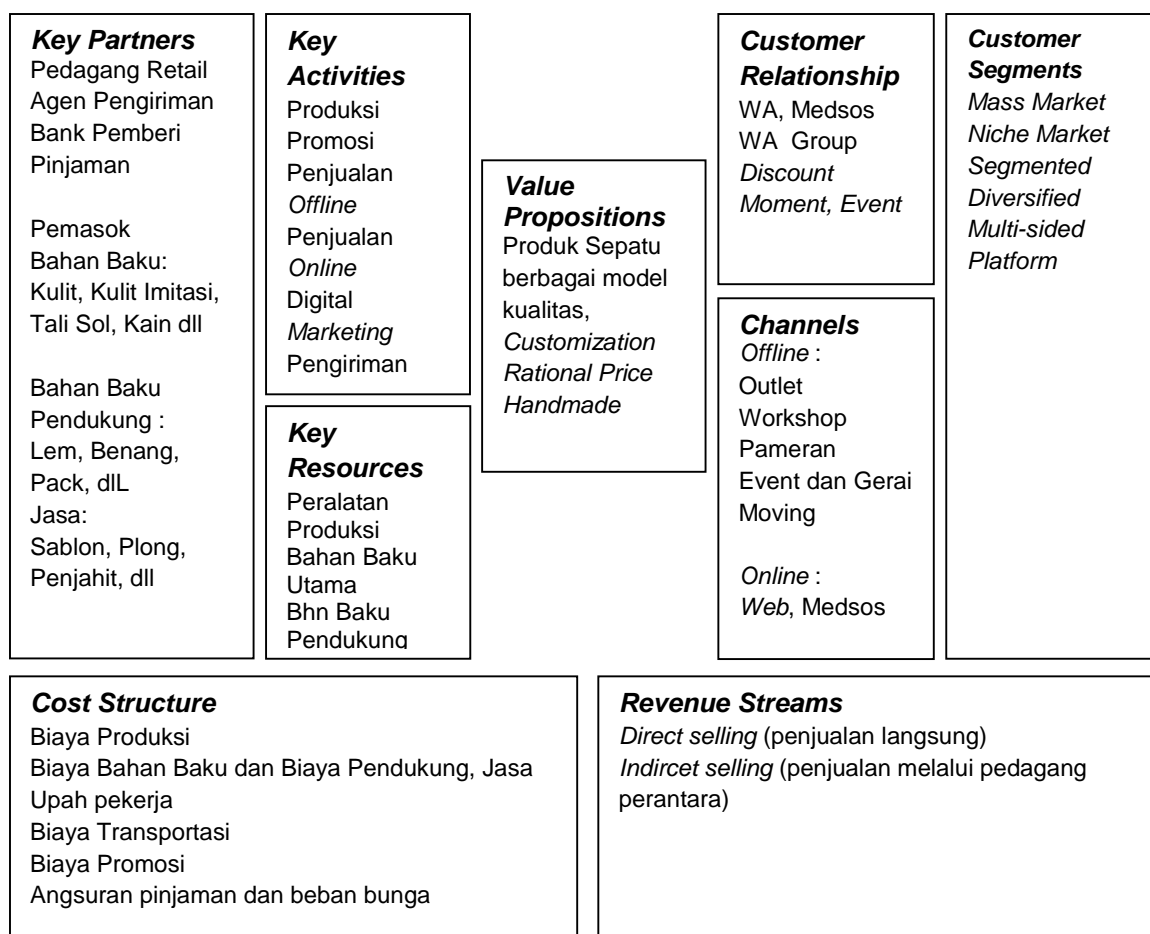 Key Partners
Pedagang Retail
Agen Pengiriman
Bank Pemberi
Pinjaman
Pemasok
Bahan Baku:
Kulit, Kulit Imitasi,
Tali Sol, Kain dll
Bahan Baku
Pendukung :
Lem, Benang,
Pack, dlL
Jasa:
Sablon, Plong,
Penjahit, dll
Key
Activities
Produksi
Promosi
Penjualan
Offline
Penjualan
Online
Digital
Marketing
Pengiriman
Key
Resources
Peralatan
Produksi
Bahan Baku
Utama
Bhn Baku
Pendukung
Value
Propositions
Produk Sepatu
berbagai model
kualitas,
Customization
Rational Price
Handmade
Customer
Relationship
WA, Medsos
WA  Group
Discount
Moment, Event
Channels
Offline :
Outlet
Workshop
Pameran
Event dan Gerai
Moving
Online :
Web, Medsos
Customer
Segments
Mass Market
Niche Market
Segmented
Diversified
Multi-sided
Platform
Cost Structure
Biaya Produksi
Biaya Bahan Baku dan Biaya Pendukung, Jasa
Upah pekerja
Biaya Transportasi
Biaya Promosi
Angsuran pinjaman dan beban bunga
Revenue Streams
Direct selling (penjualan langsung)
Indircet selling (penjualan melalui pedagang
perantara)